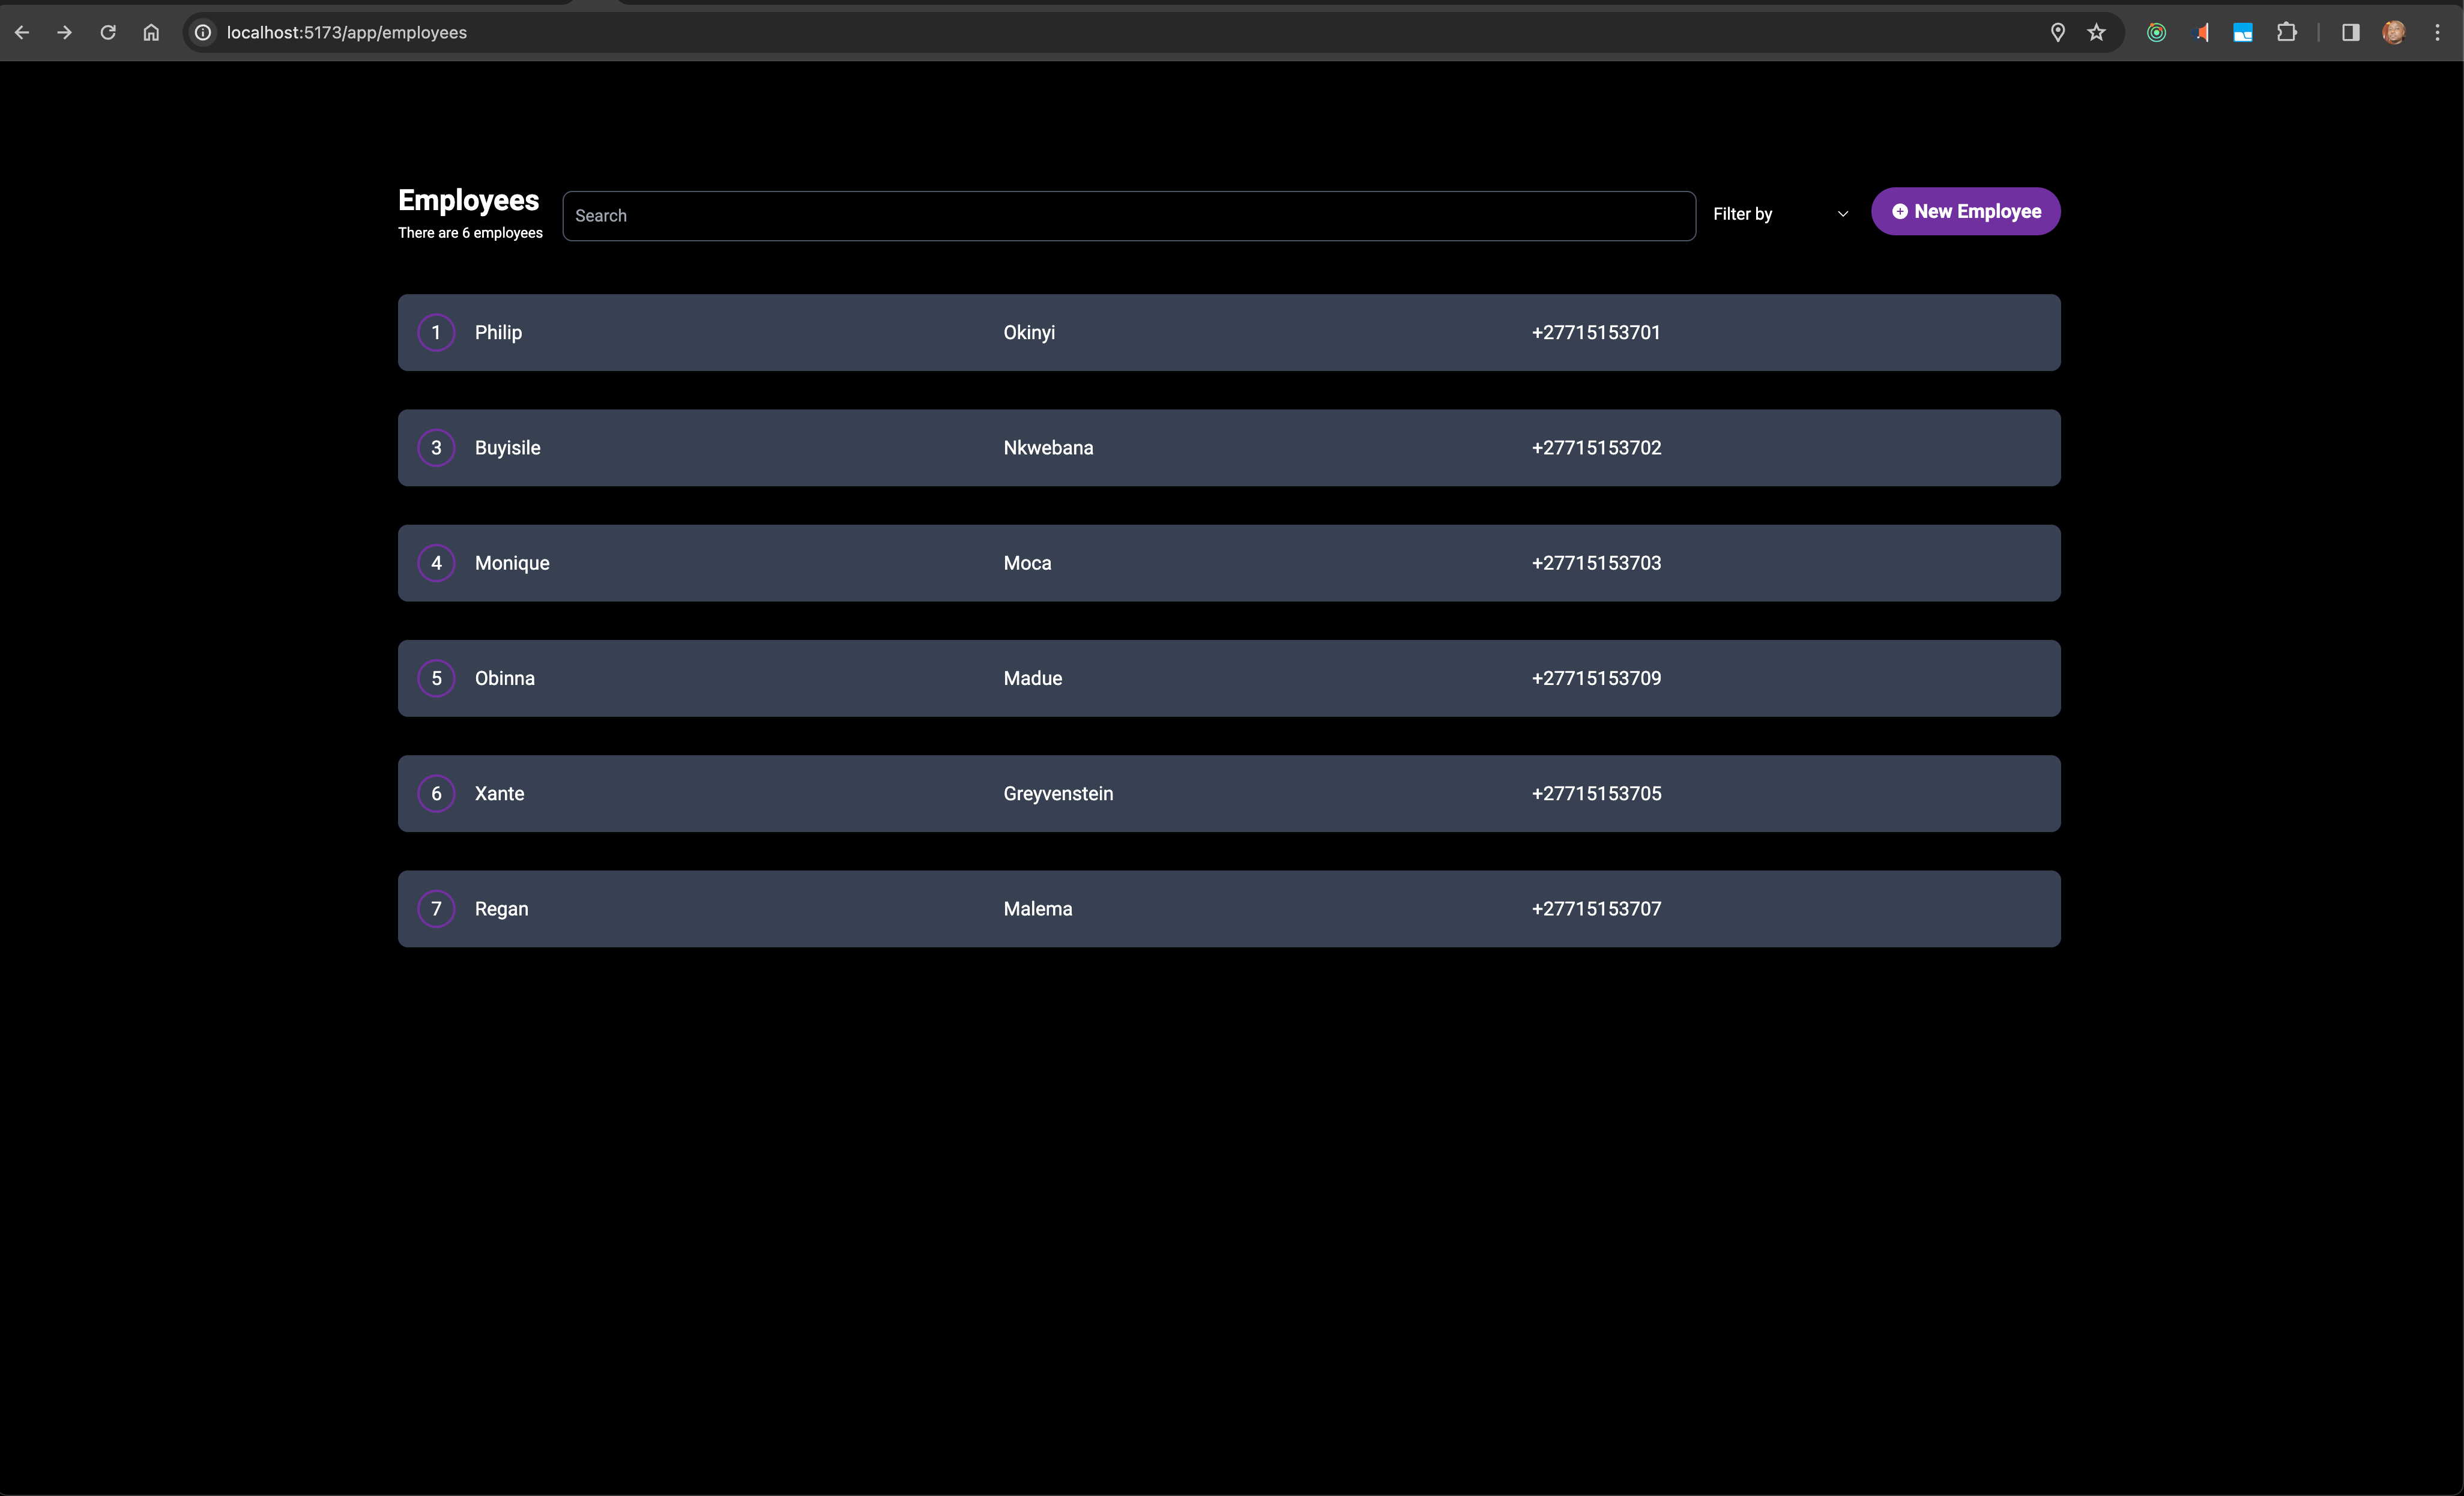 localhost:5173/app/employees
Employees
There are 6 employees
Search
Filter by
New Employee
1 Philip Okinyi +27715153701
3 Buyisile Nkwebana +27715153702
4 Monique Moca +27715153703
5 Obinna Madue +27715153709
6 Xante Greyvenstein +27715153705
7 Regan Malema +27715153707